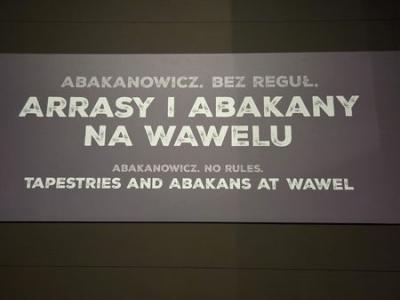 ABAKANOWICZ. BEZ REGUŁ.
ARRASY I ABAKANY
NA WAWELU
ABAKANOWICZ. NO RULES.
TAPESTRIES AND ABAKANS AT WAWEL